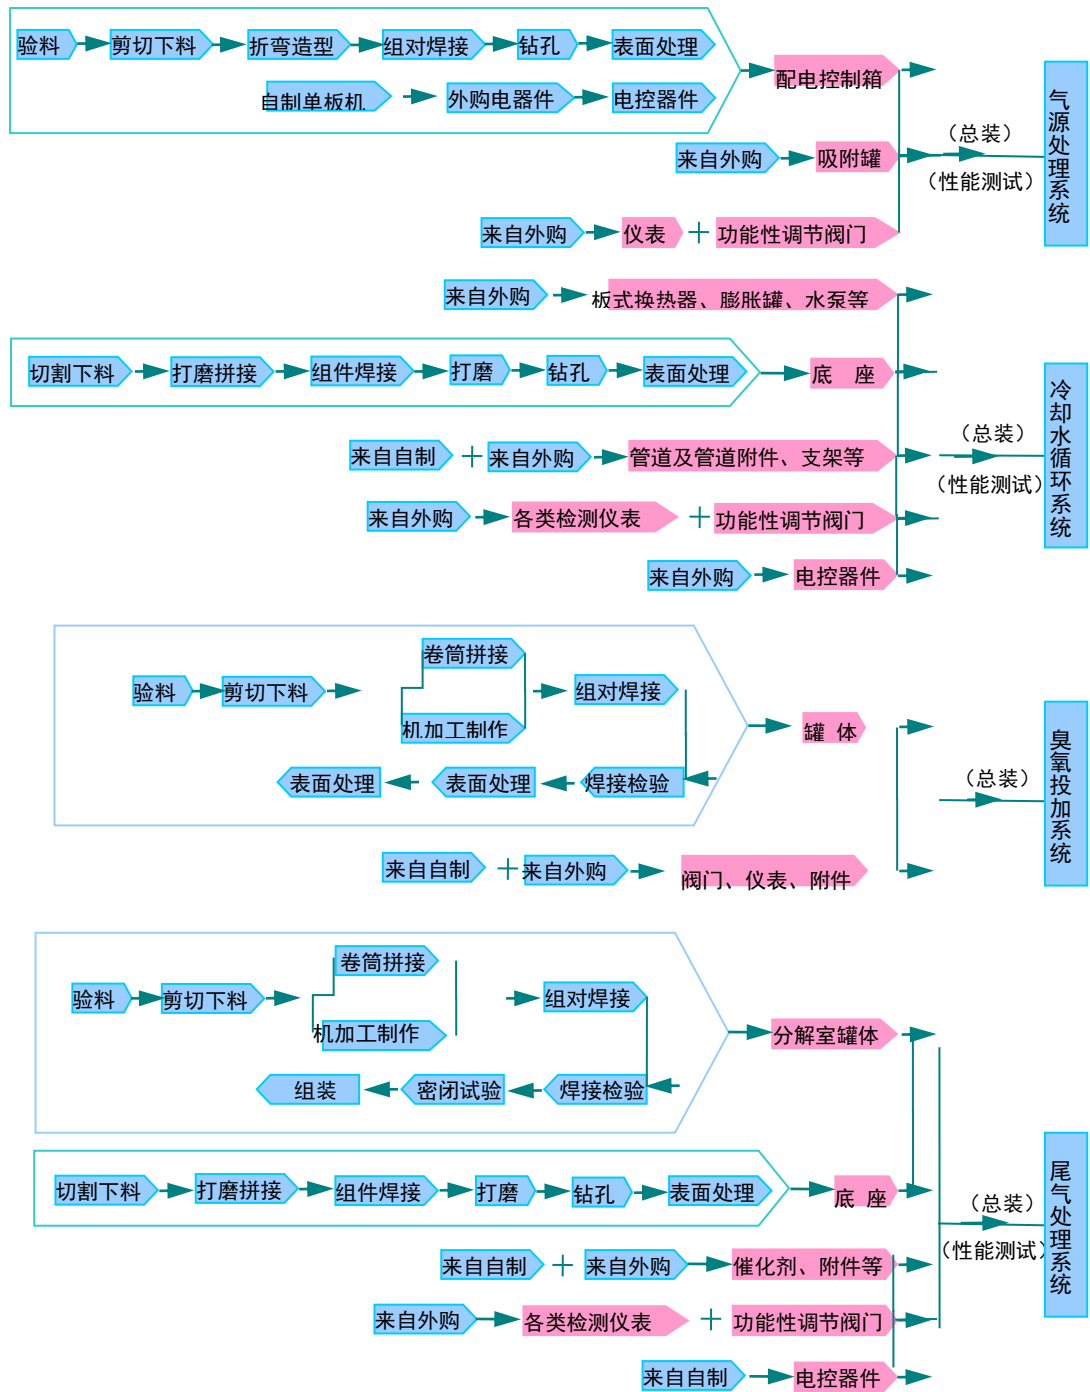 验料 剪切下料 折弯造型 组对焊接 钻孔 表面处理
自制单板机 外购电器件 电控器件
配电控制箱
来自外购 吸附罐
来自外购 仪表 功能性调节阀门
（总装）
（性能测试）
气源处理系统
来自外购 板式换热器、膨胀罐、水泵等
切割下料 打磨拼接 组件焊接 打磨 钻孔 表面处理 底 座
来自自制 来自外购 管道及管道附件、支架等
来自外购 各类检测仪表 功能性调节阀门
来自外购 电控器件
（总装）
（性能测试）
冷却水循环系统
卷筒拼接
验料 剪切下料 组对焊接
机加工制作
表面处理 表面处理 焊接检验
罐 体
来自自制 来自外购 阀门、仪表、附件
（总装）
臭氧投加系统
卷筒拼接
验料 剪切下料 组对焊接
机加工制作
组装 密闭试验 焊接检验
分解室罐体
切割下料 打磨拼接 组件焊接 打磨 钻孔 表面处理 底 座
来自自制 来自外购 催化剂、附件等
来自外购 各类检测仪表 功能性调节阀门
来自自制 电控器件
（总装）
（性能测试）
尾气处理系统